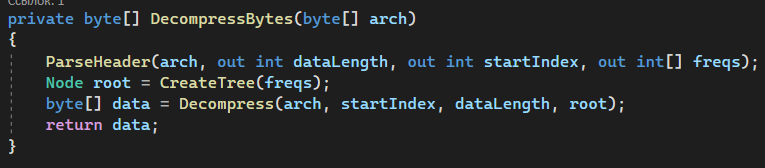 Ссылок: 1
private byte[] DecompressBytes(byte[] arch)
{
    ParseHeader(arch, out int dataLength, out int startIndex, out int[] freqs);
    Node root = CreateTree(freqs);
    byte[] data = Decompress(arch, startIndex, dataLength, root);
    return data;
}